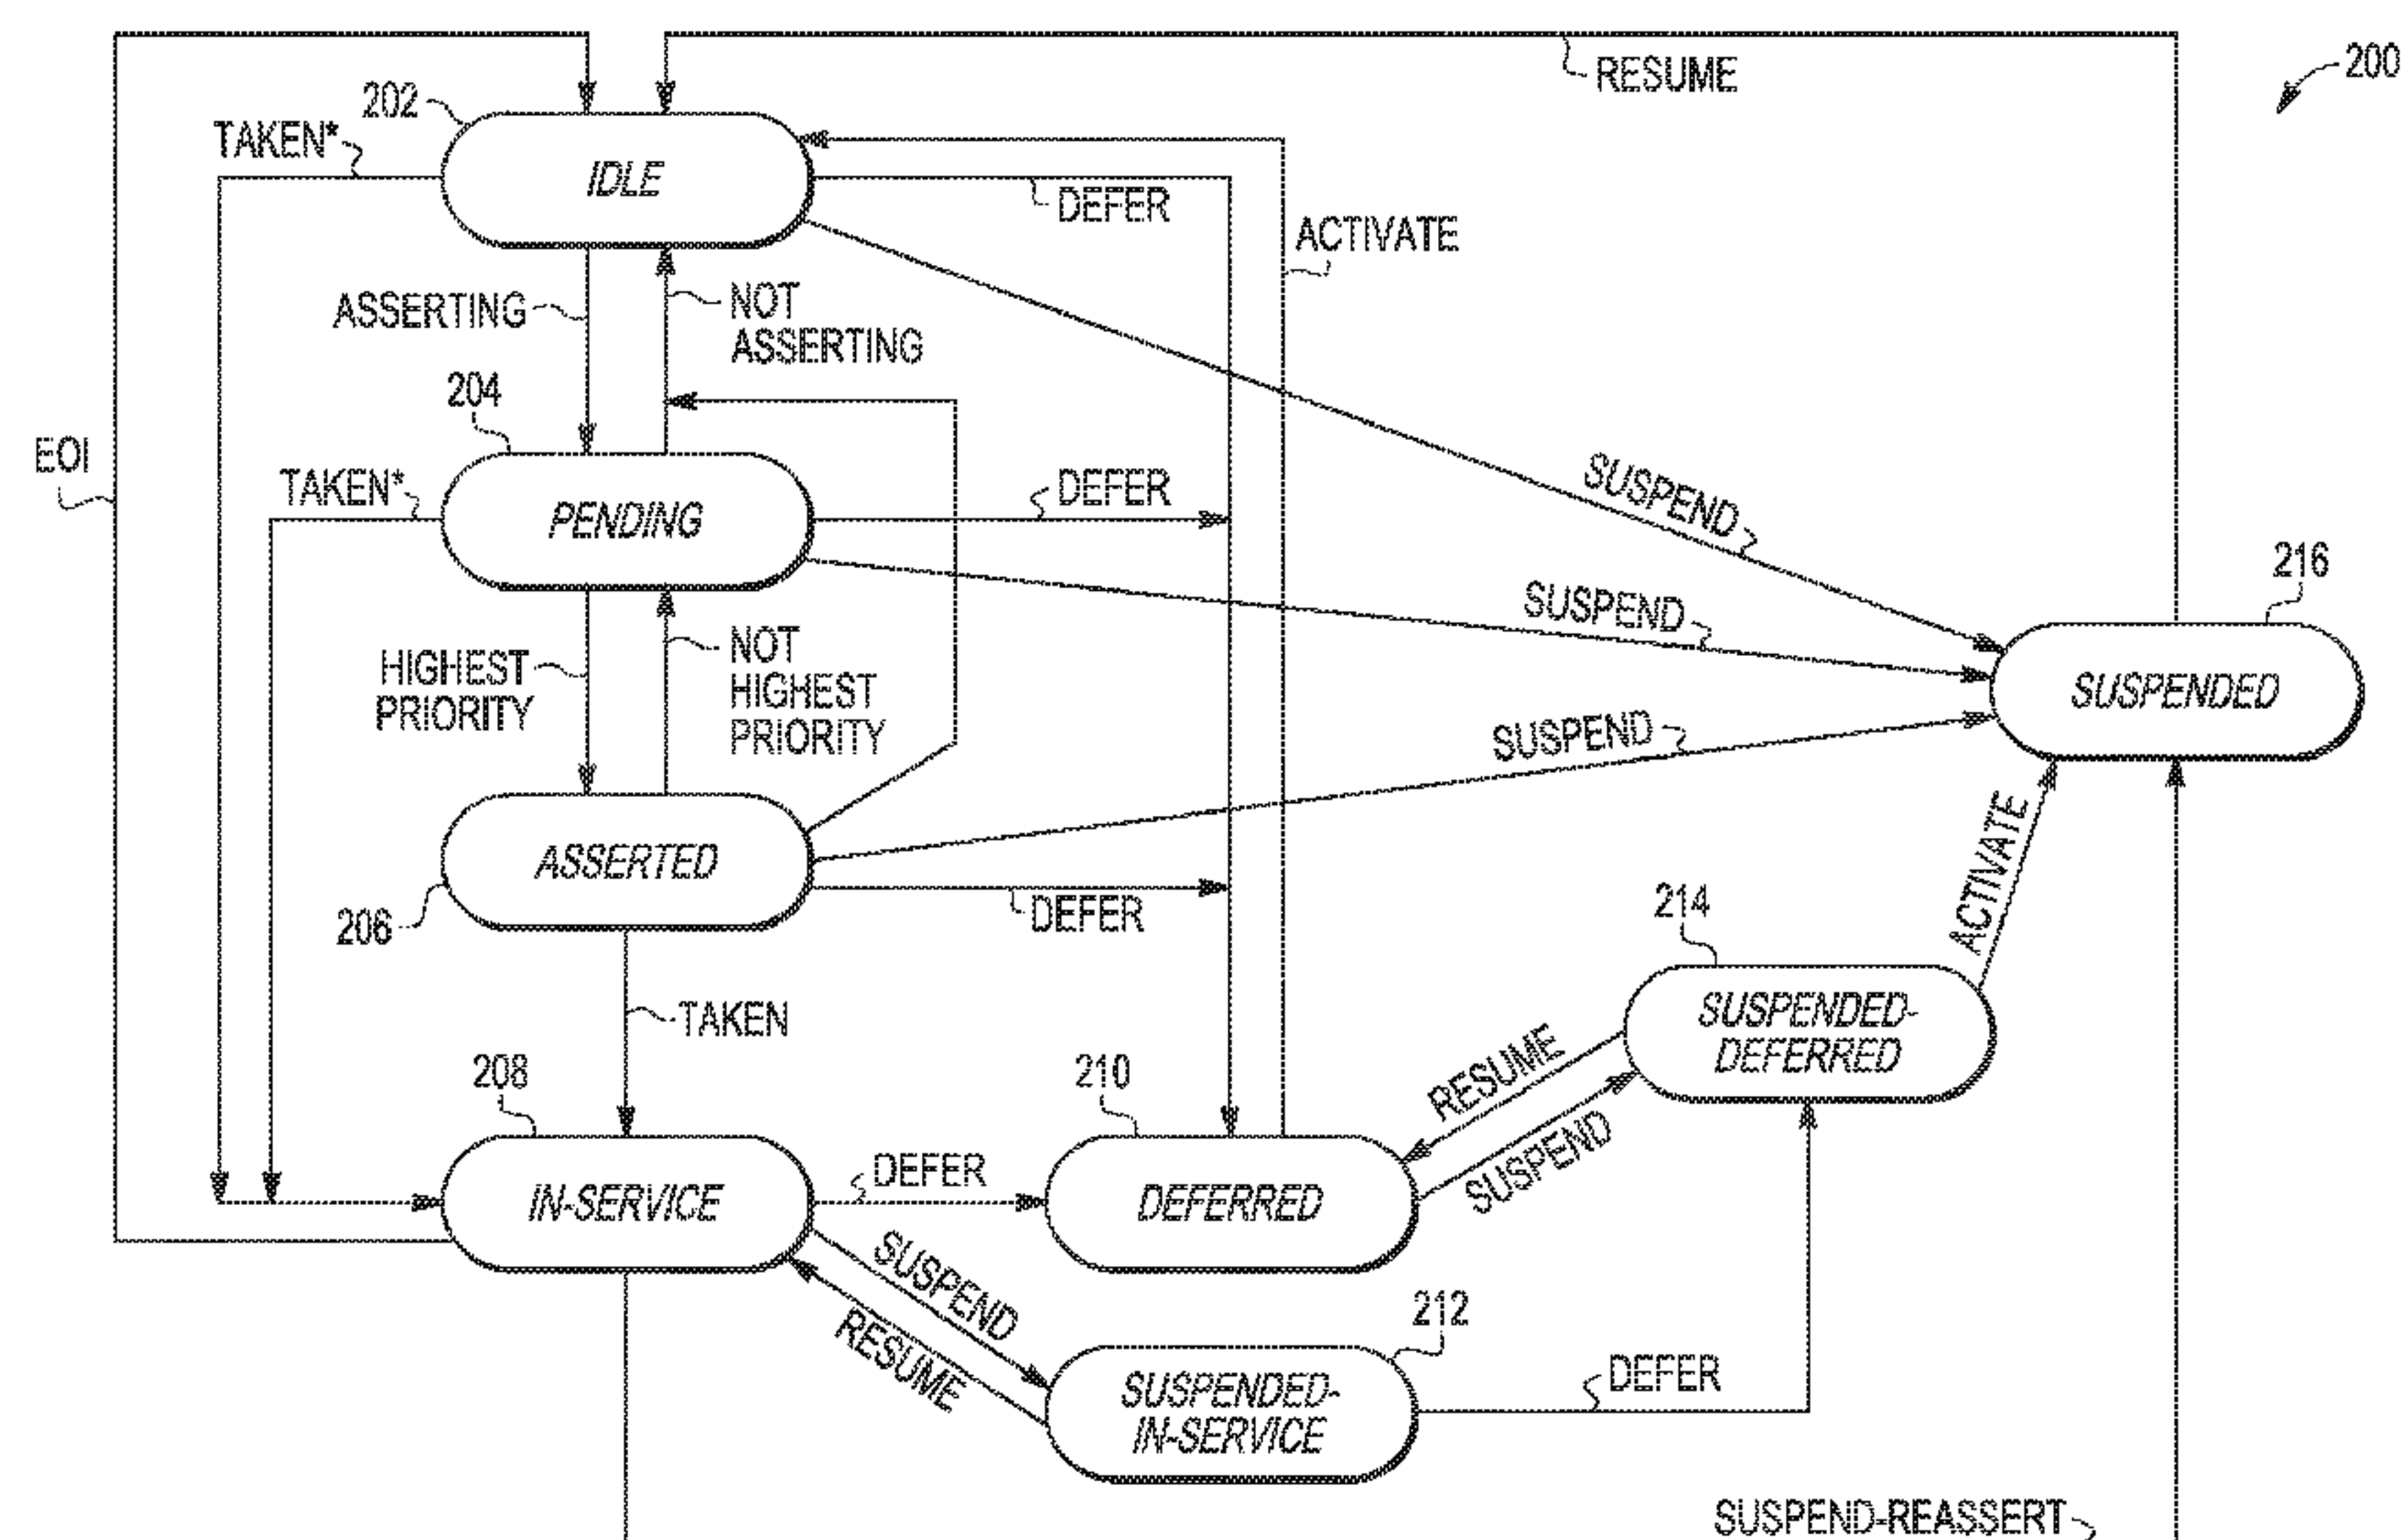 RESUME
200
202
TAKEN*
IDLE
DEFER
ACTIVATE
ASSERTING
NOT
ASSERTING
204
EOI
TAKEN*
PENDING
DEFER
SUSPEND
SUSPEND
216
HIGHEST
PRIORITY
NOT
HIGHEST
PRIORITY
SUSPENDED
SUSPEND
ASSERTED
206
DEFER
ACTIVATE
214
SUSPENDED-
DEFERRED
TAKEN
208
210
RESUME
SUSPEND
IN-SERVICE
DEFER
DEFERRED
SUSPEND
RESUME
212
SUSPENDED-
IN-SERVICE
DEFER
SUSPEND-REASSERT